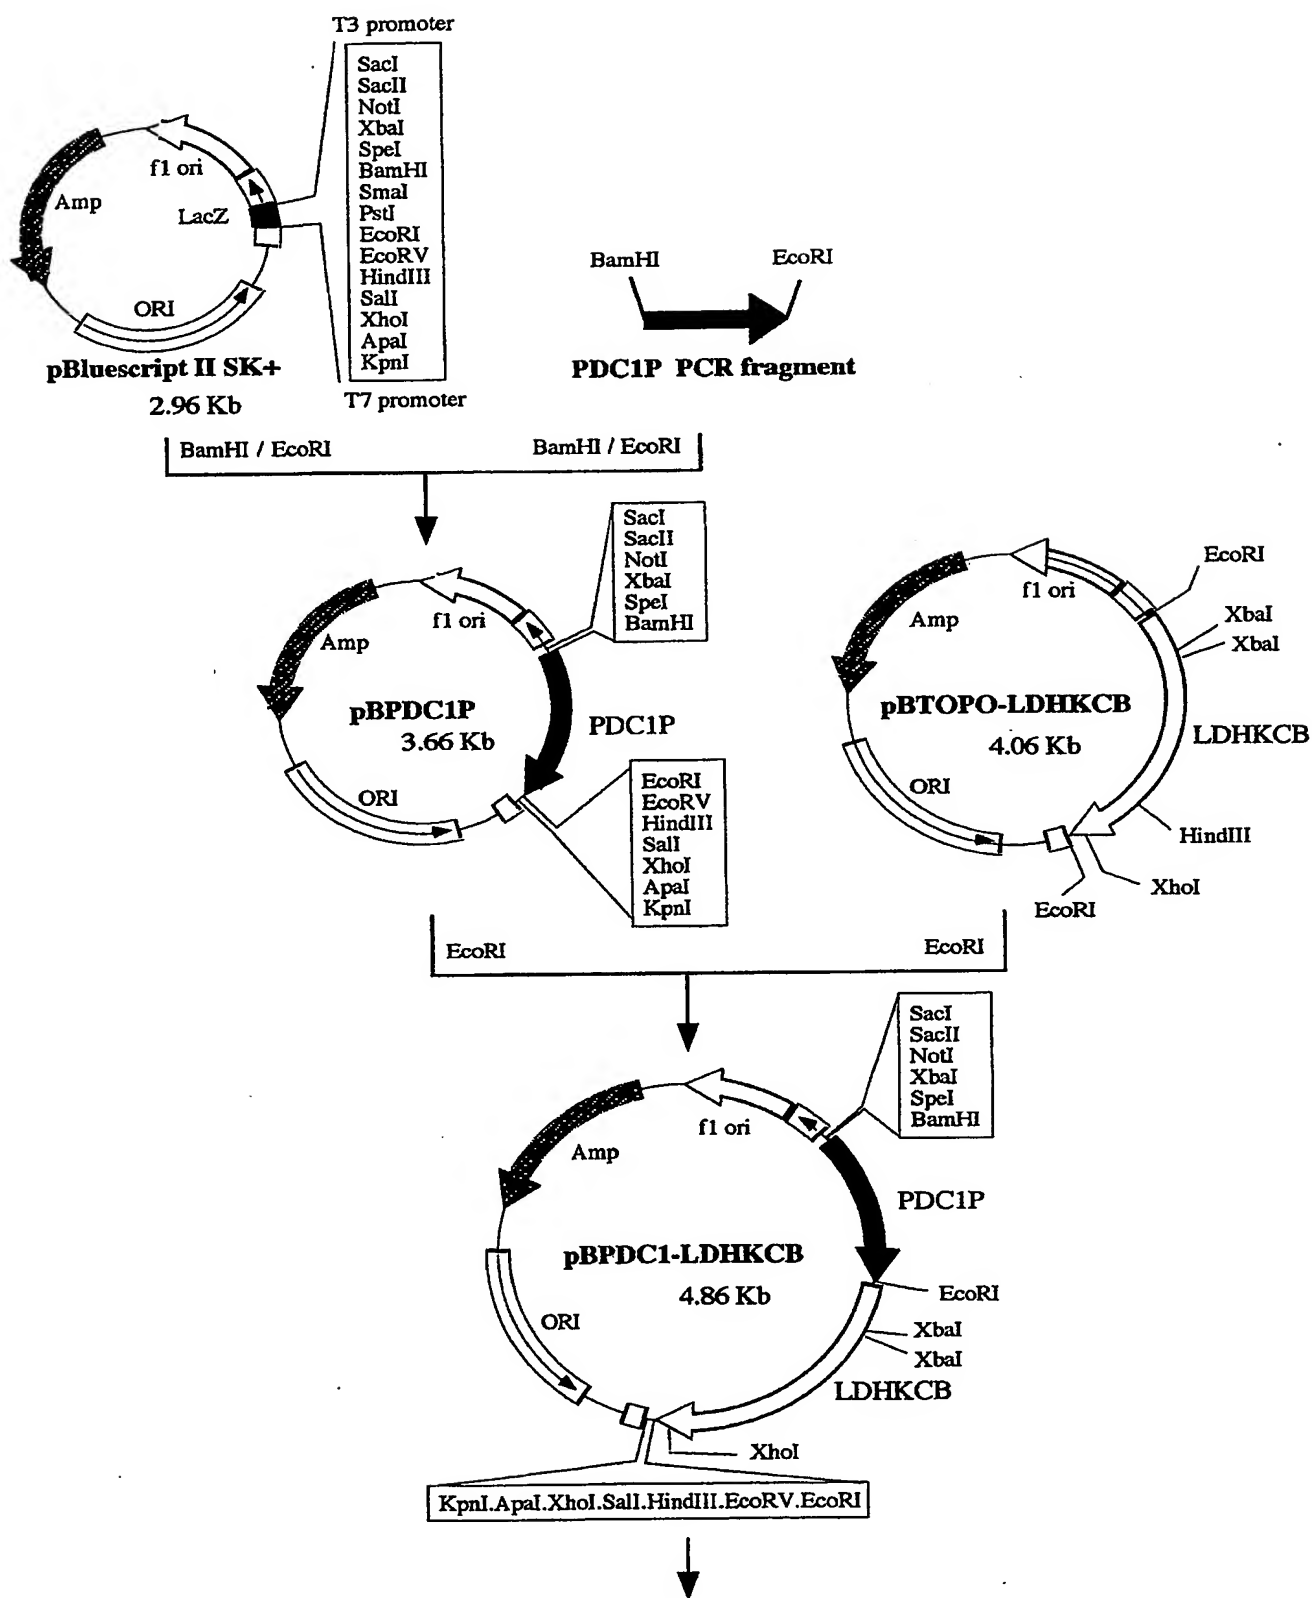 T3 promoter
SacI
SacII
NotI
XbaI
SpeI
BamHI
SmaI
PstI
EcoRI
EcoRV
HindIII
SalI
XhoI
ApaI
KpnI
T7 promoter
f1 ori
Amp
LacZ
ORI
pBluescript II SK+
2.96 Kb
BamHI
EcoRI
PDC1P PCR fragment
BamHI / EcoRI
BamHI / EcoRI
SacI
SacII
NotI
XbaI
SpeI
BamHI
f1 ori
Amp
pBPDC1P
3.66 Kb
PDC1P
ORI
EcoRI
EcoRV
HindIII
SalI
XhoI
ApaI
KpnI
EcoRI
f1 ori
XbaI
Amp
XbaI
pBTOPO-LDHKCB
4.06 Kb
LDHKCB
ORI
HindIII
XhoI
EcoRI
EcoRI
EcoRI
SacI
SacII
NotI
XbaI
SpeI
BamHI
f1 ori
Amp
PDC1P
pBPDC1-LDHKCB
4.86 Kb
EcoRI
ORI
XbaI
XbaI
LDHKCB
XhoI
KpnI.ApaI.XhoI.SalI.HindIII.EcoRV.EcoRI